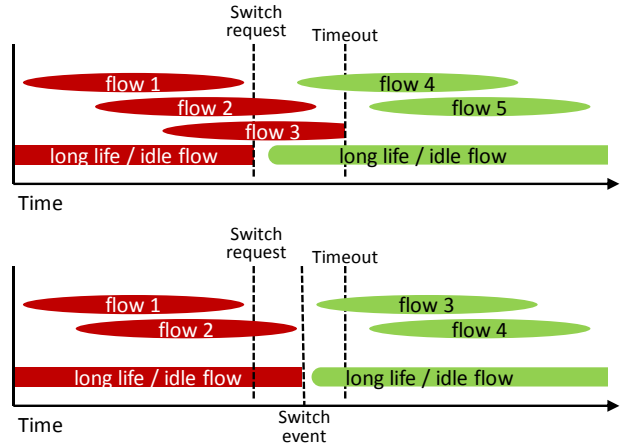 Switch
request
Timeout
flow 1
flow 4
flow 2
flow 5
flow 3
long life / idle flow
long life / idle flow
Time
Switch
request
Timeout
flow 1
flow 3
flow 2
flow 4
long life / idle flow
long life / idle flow
Time
Switch
event